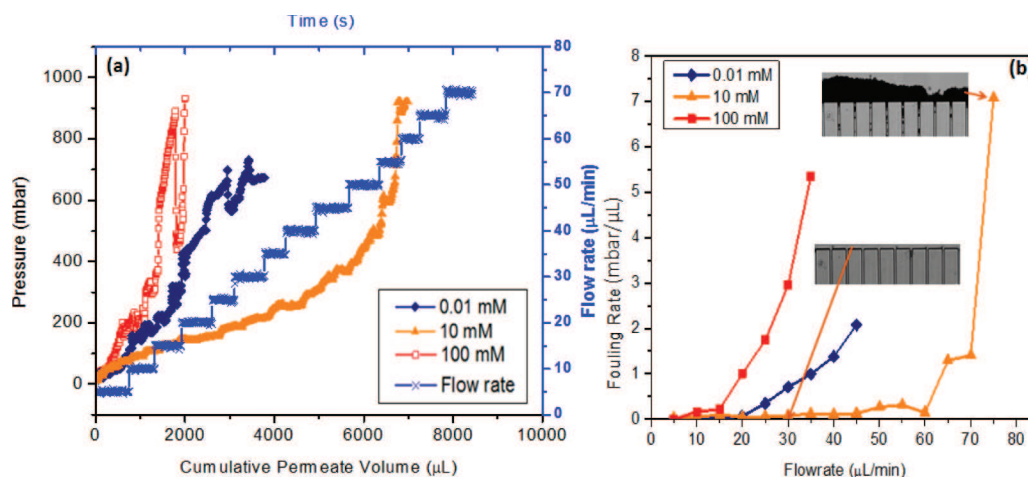 Time (s)
(a)
1000
800
600
400
200
0
Pressure (mbar)
80
70
60
50
40
30
20
10
0
Flow rate (μL/min)
0.01 mM
10 mM
100 mM
Flow rate
0 2000 4000 6000 8000 10000
Cumulative Permeate Volume (μL)
(b)
8
7
6
5
4
3
2
1
0
Fouling Rate (mbar/μL)
0.01 mM
10 mM
100 mM
0 10 20 30 40 50 60 70 80
Flowrate (μL/min)